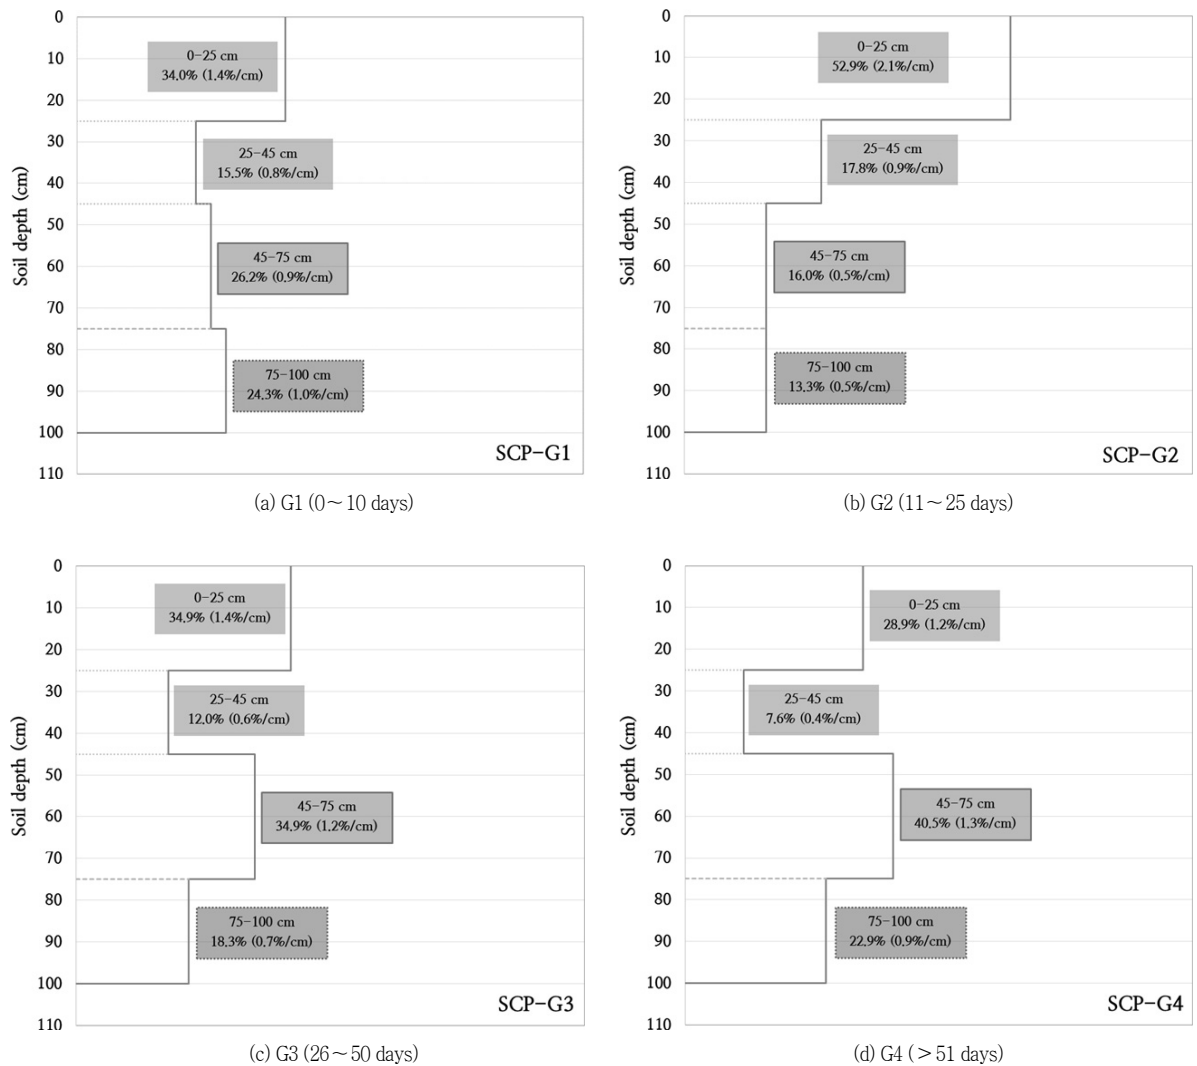 0
10
20
30
40
50
60
70
80
90
100
110
Soil depth (cm)
0-25 cm
34.0% (1.4%/cm)
25-45 cm
15.5% (0.8%/cm)
45-75 cm
26.2% (0.9%/cm)
75-100 cm
24.3% (1.0%/cm)
SCP-G1
(a) G1 (0~10 days)
0
10
20
30
40
50
60
70
80
90
100
110
Soil depth (cm)
0-25 cm
52.9% (2.1%/cm)
25-45 cm
17.8% (0.9%/cm)
45-75 cm
16.0% (0.5%/cm)
75-100 cm
13.3% (0.5%/cm)
SCP-G2
(b) G2 (11~25 days)
0
10
20
30
40
50
60
70
80
90
100
110
Soil depth (cm)
0-25 cm
34.9% (1.4%/cm)
25-45 cm
12.0% (0.6%/cm)
45-75 cm
34.9% (1.2%/cm)
75-100 cm
18.3% (0.7%/cm)
SCP-G3
(c) G3 (26~50 days)
0
10
20
30
40
50
60
70
80
90
100
110
Soil depth (cm)
0-25 cm
28.9% (1.2%/cm)
25-45 cm
7.6% (0.4%/cm)
45-75 cm
40.5% (1.3%/cm)
75-100 cm
22.9% (0.9%/cm)
SCP-G4
(d) G4 (>51 days)